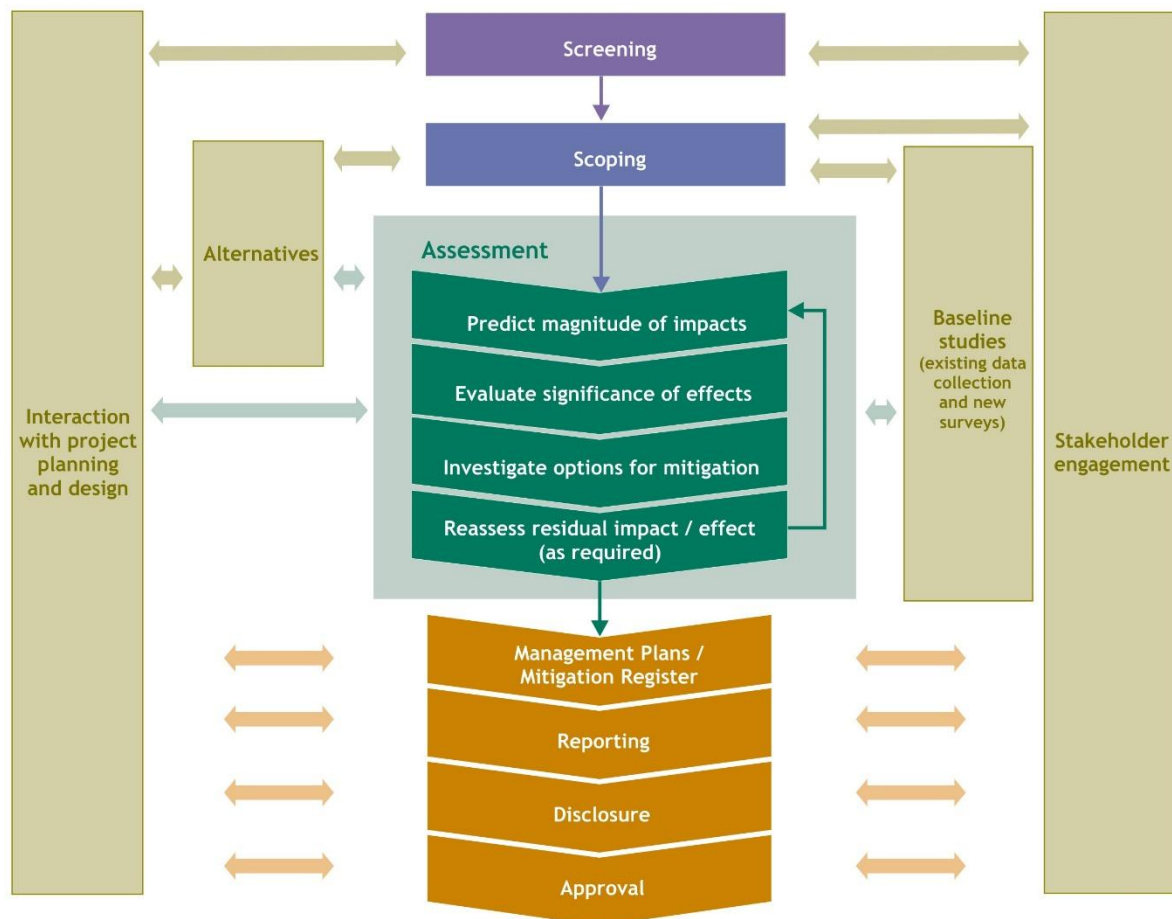 Screening
Scoping
Alternatives
Assessment
Predict magnitude of impacts
Evaluate significance of effects
Investigate options for mitigation
Reassess residual impact / effect
(as required)
Interaction
with project
planning
and design
Baseline
studies
(existing data
collection
and new
surveys)
Stakeholder
engagement
Management Plans /
Mitigation Register
Reporting
Disclosure
Approval